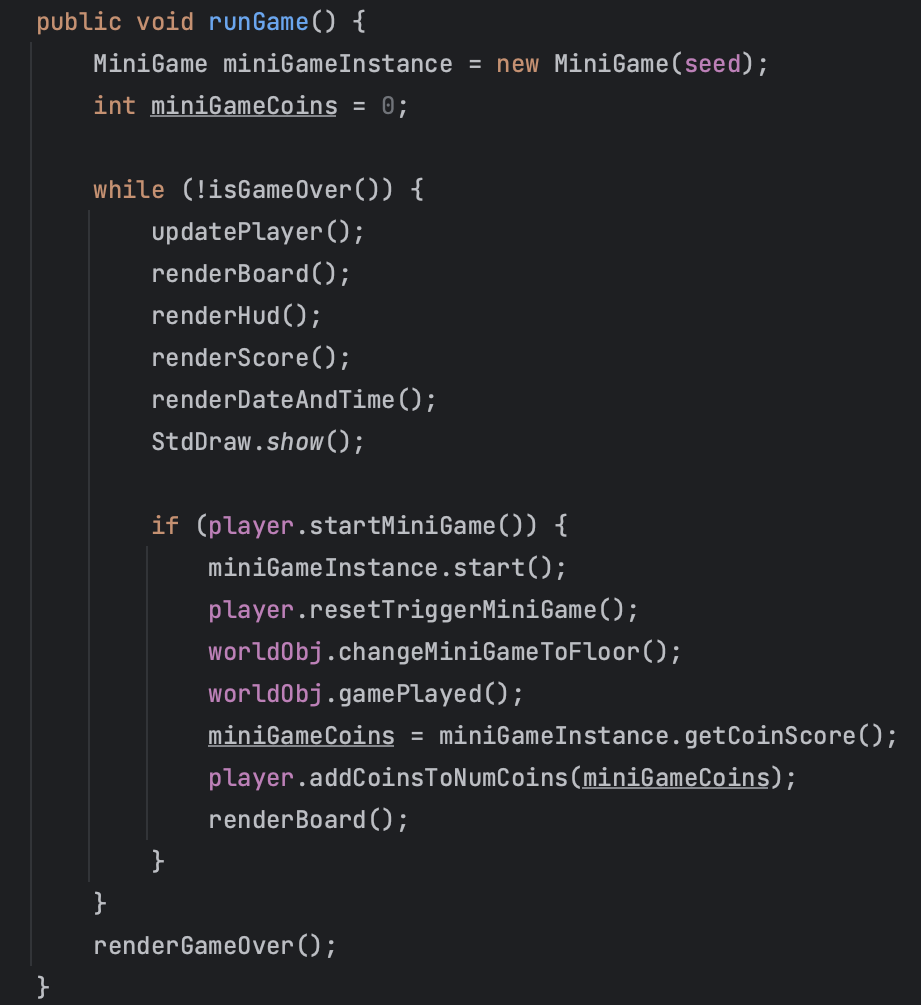 public void runGame() {
    MiniGame miniGameInstance = new MiniGame(seed);
    int miniGameCoins = 0;

    while (!isGameOver()) {
        updatePlayer();
        renderBoard();
        renderHud();
        renderScore();
        renderDateAndTime();
        StdDraw.show();

        if (player.startMiniGame()) {
            miniGameInstance.start();
            player.resetTriggerMiniGame();
            worldObj.changeMiniGameToFloor();
            worldObj.gamePlayed();
            miniGameCoins = miniGameInstance.getCoinScore();
            player.addCoinsToNumCoins(miniGameCoins);
            renderBoard();
        }
    }
    renderGameOver();
}